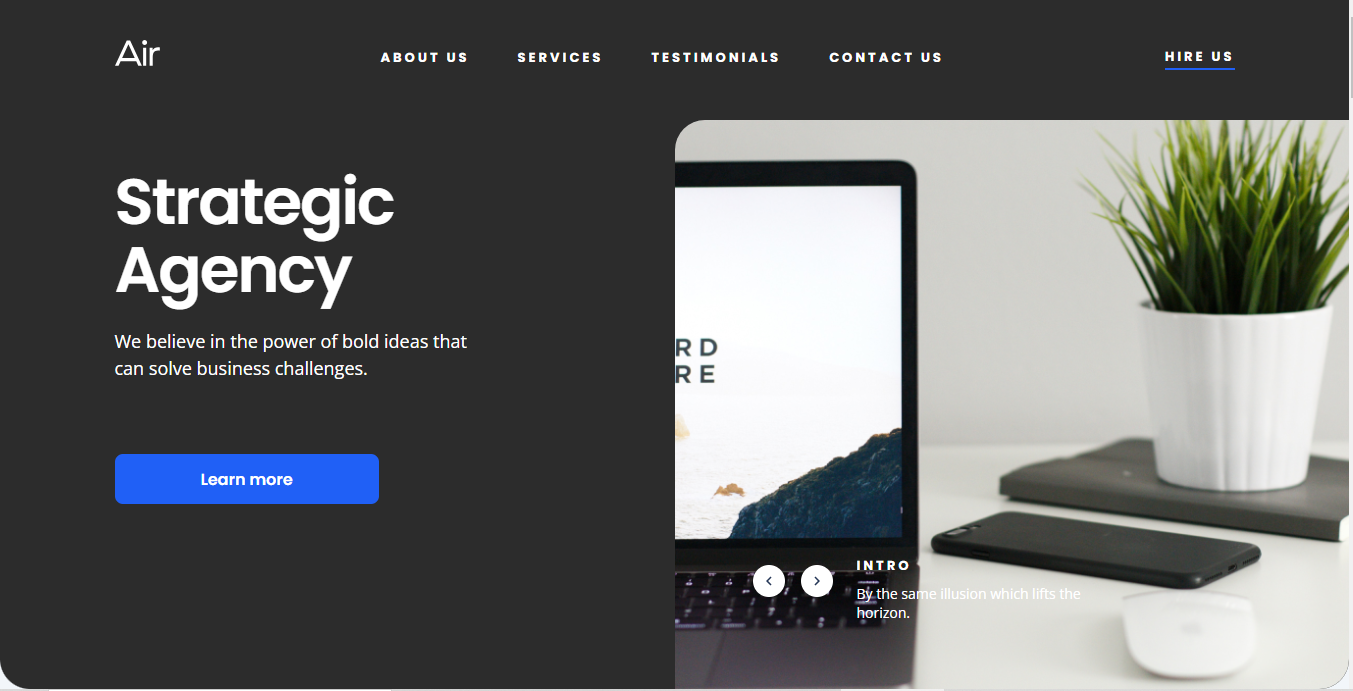 Air
ABOUT US
SERVICES
TESTIMONIALS
CONTACT US
HIRE US
Strategic
Agency
We believe in the power of bold ideas that
can solve business challenges.
Learn more
RD
RE
INTRO
By the same illusion which lifts the
horizon.